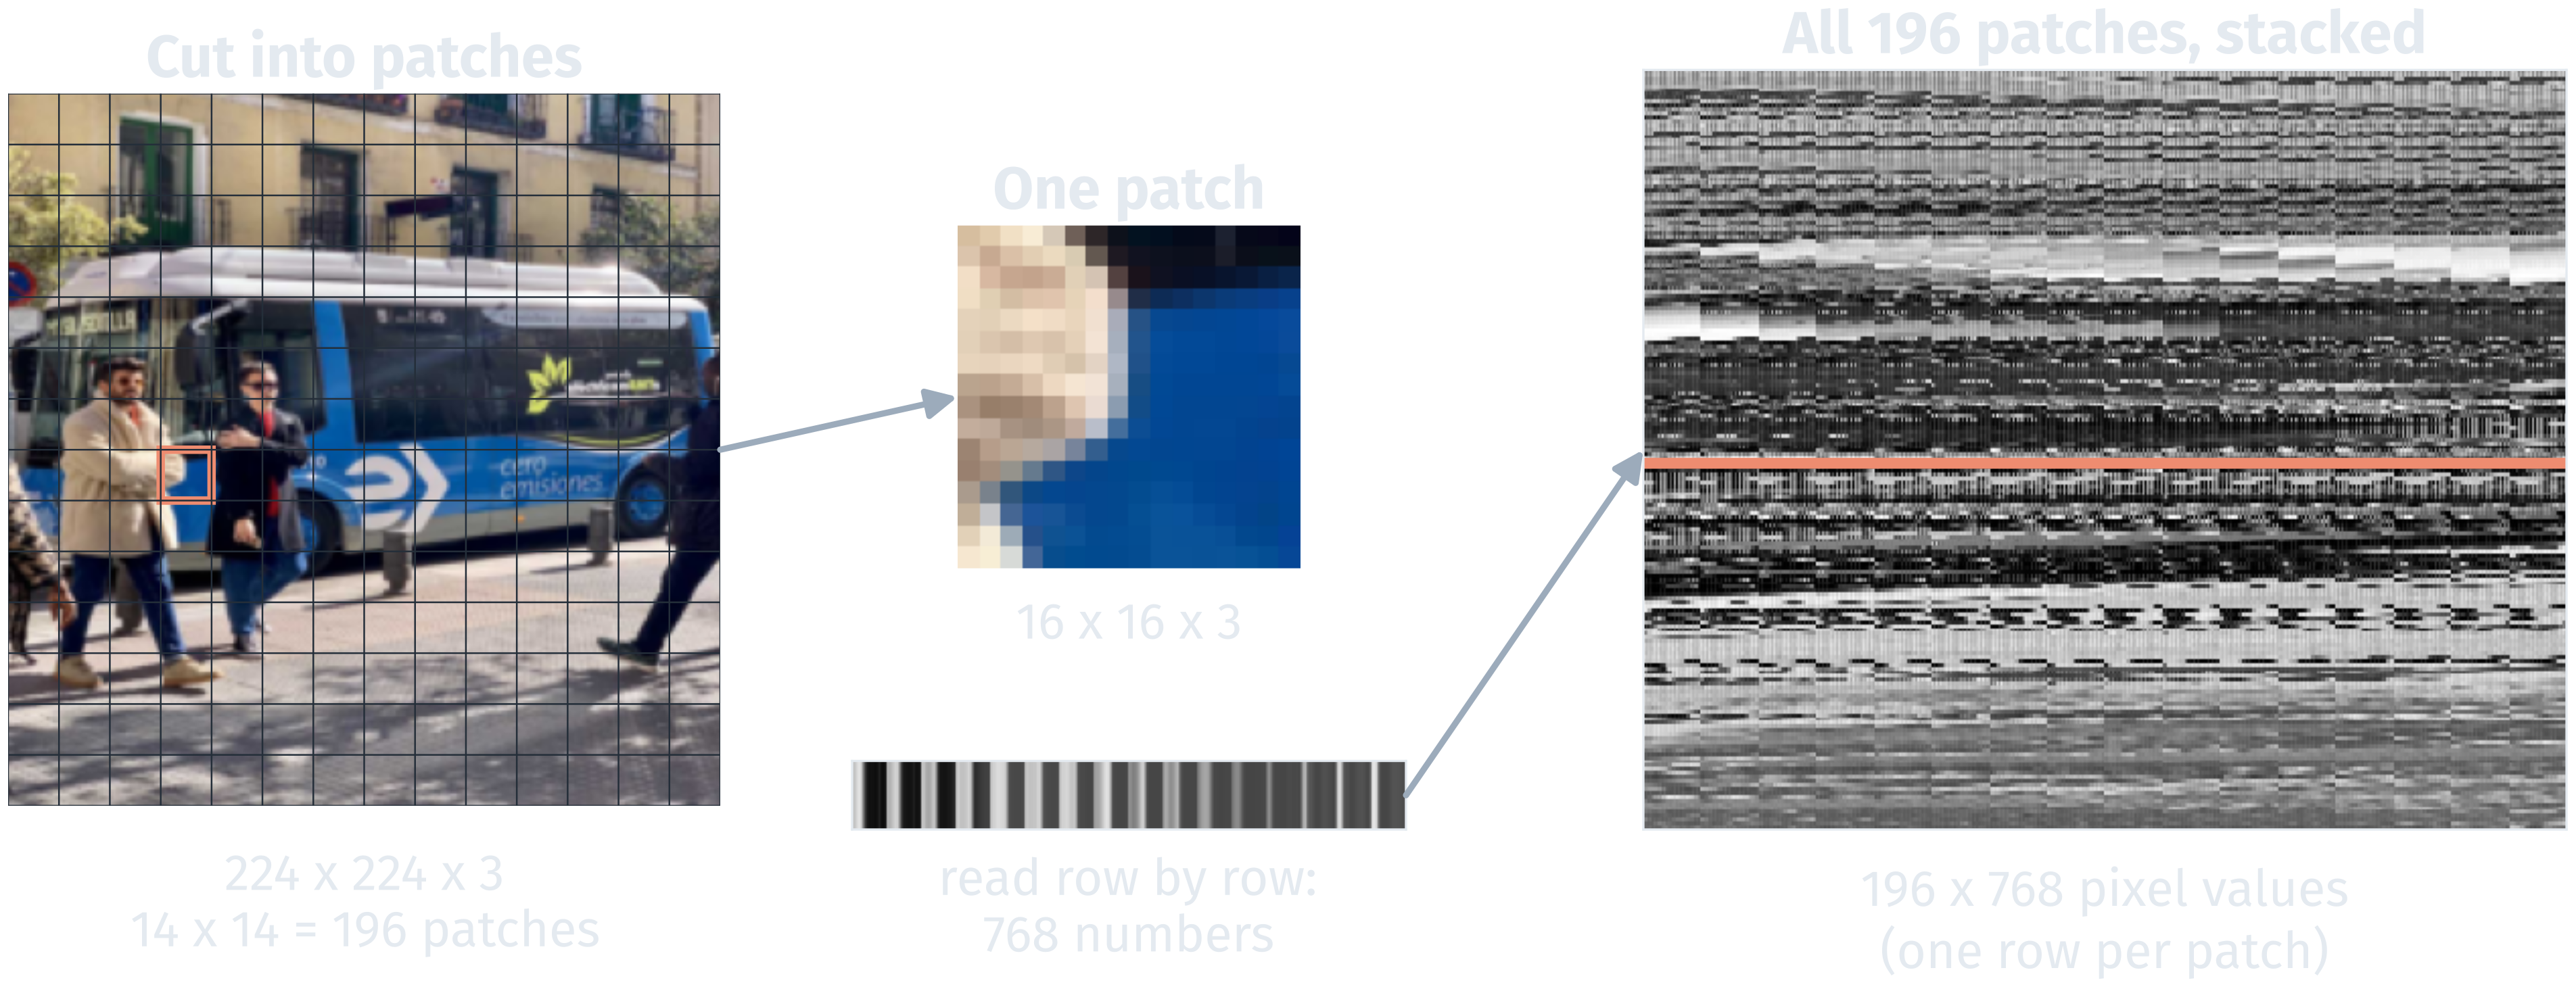 Cut into patches
224 x 224 x 3
14 x 14 = 196 patches
cero
emisiones
One patch
16 x 16 x 3
read row by row:
768 numbers
All 196 patches, stacked
196 x 768 pixel values
(one row per patch)